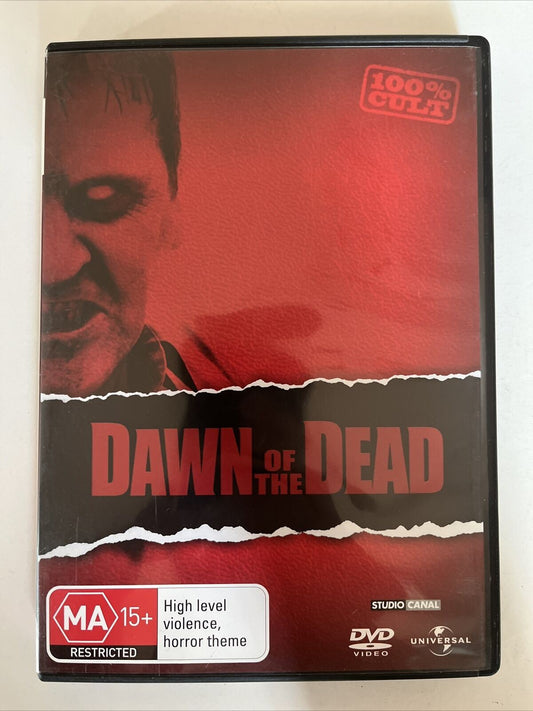 100%
CULT
DAWN OF THE DEAD
MA 15+
RESTRICTED
High level
violence,
horror theme
STUDIO CANAL
DVD
VIDEO
UNIVERSAL